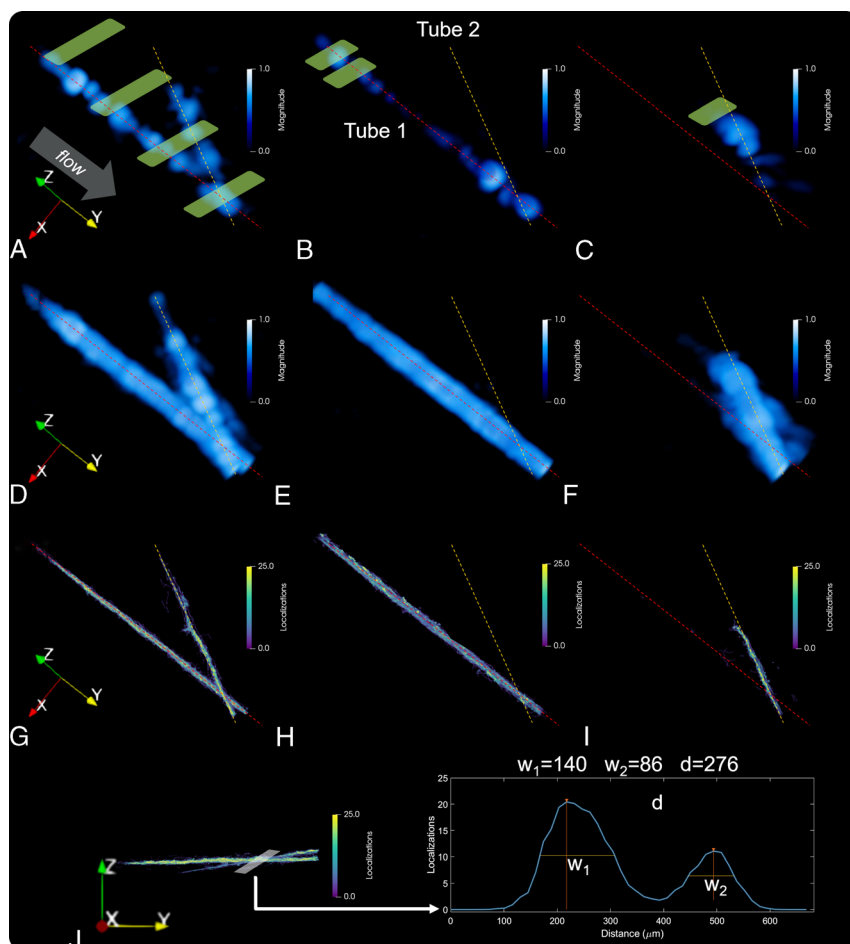 Tube 2
1.0
Magnitude
0.0
1.0
Magnitude
0.0
1.0
Magnitude
0.0
Tube 1
flow
Z
X
Y
A
B
C
1.0
Magnitude
0.0
1.0
Magnitude
0.0
1.0
Magnitude
0.0
Z
X
Y
D
E
F
25.0
Localizations
0.0
25.0
Localizations
0.0
25.0
Localizations
0.0
Z
X
Y
G
H
I
w₁=140 w₂=86 d=276
25.0
Localizations
0.0
Z
X
Y
J
Localizations
25
20
15
10
5
0
d
w₁
w₂
0 100 200 300 400 500 600
Distance (μm)